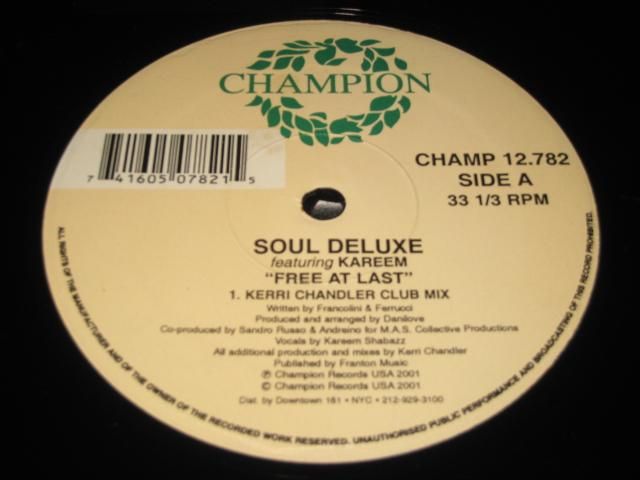 CHAMPION
CHAMP 12.782
SIDE A
33 1/3 RPM
7 41605 07821 5
SOUL DELUXE
featuring KAREEM
"FREE AT LAST"
1. KERRI CHANDLER CLUB MIX
Written by Francolini & Ferrucci
Produced and arranged by Danilove
Co-produced by Sandro Russo & Andreino for M.A.S. Collective Productions
Vocals by Kareem Shabazz
All additional production and mixes by Kerri Chandler
Published by Franton Music
℗ Champion Records USA 2001
© Champion Records USA 2001
Dist. by Downtown 161 • NYC • 212-929-3100
ALL RIGHTS OF THE MANUFACTURER AND OF THE OWNER OF THE RECORDED WORK RESERVED. UNAUTHORISED PUBLIC PERFORMANCE AND BROADCASTING OF THIS RECORD PROHIBITED.